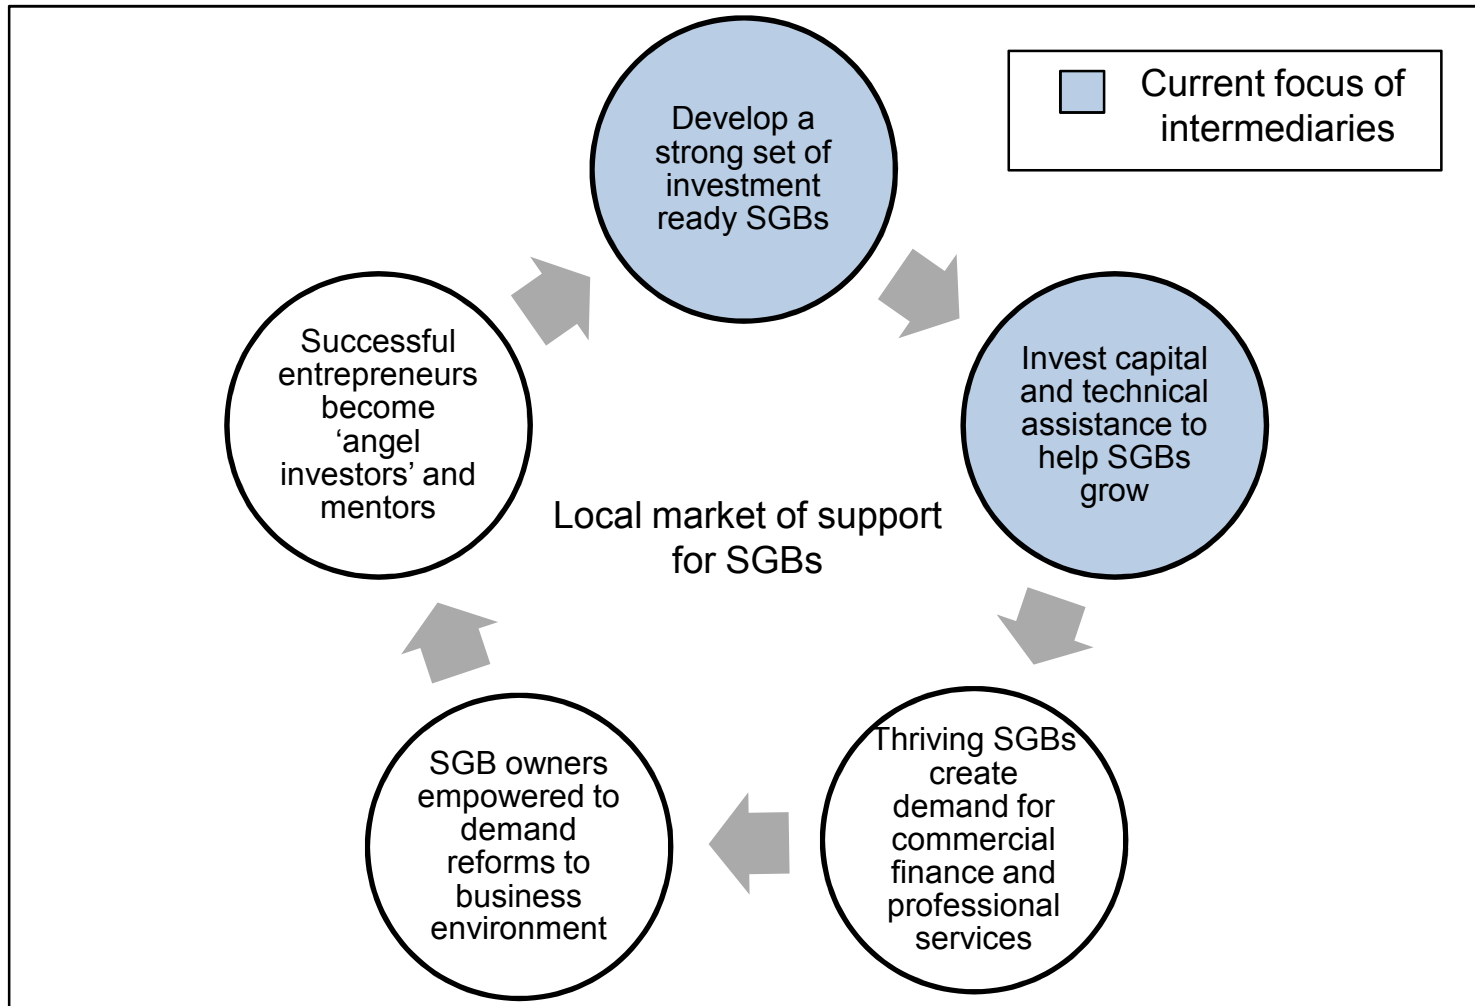 Current focus of
intermediaries
Develop a
strong set of
investment
ready SGBs
Invest capital
and technical
assistance to
help SGBs
grow
Thriving SGBs
create
demand for
commercial
finance and
professional
services
SGB owners
empowered to
demand
reforms to
business
environment
Successful
entrepreneurs
become
‘angel
investors’ and
mentors
Local market of support
for SGBs